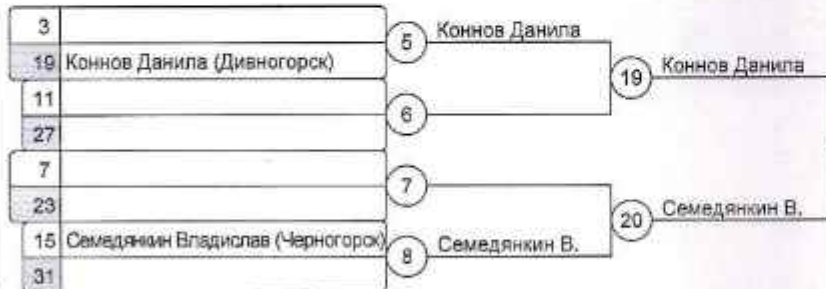 3
5 Коннов Данила
19 Коннов Данила (Дивногорск)
19 Коннов Данила
11
6
27
7
7
23
20 Семедянкин В.
15 Семедянкин Владислав (Черногорск)
8 Семедянкин В.
31